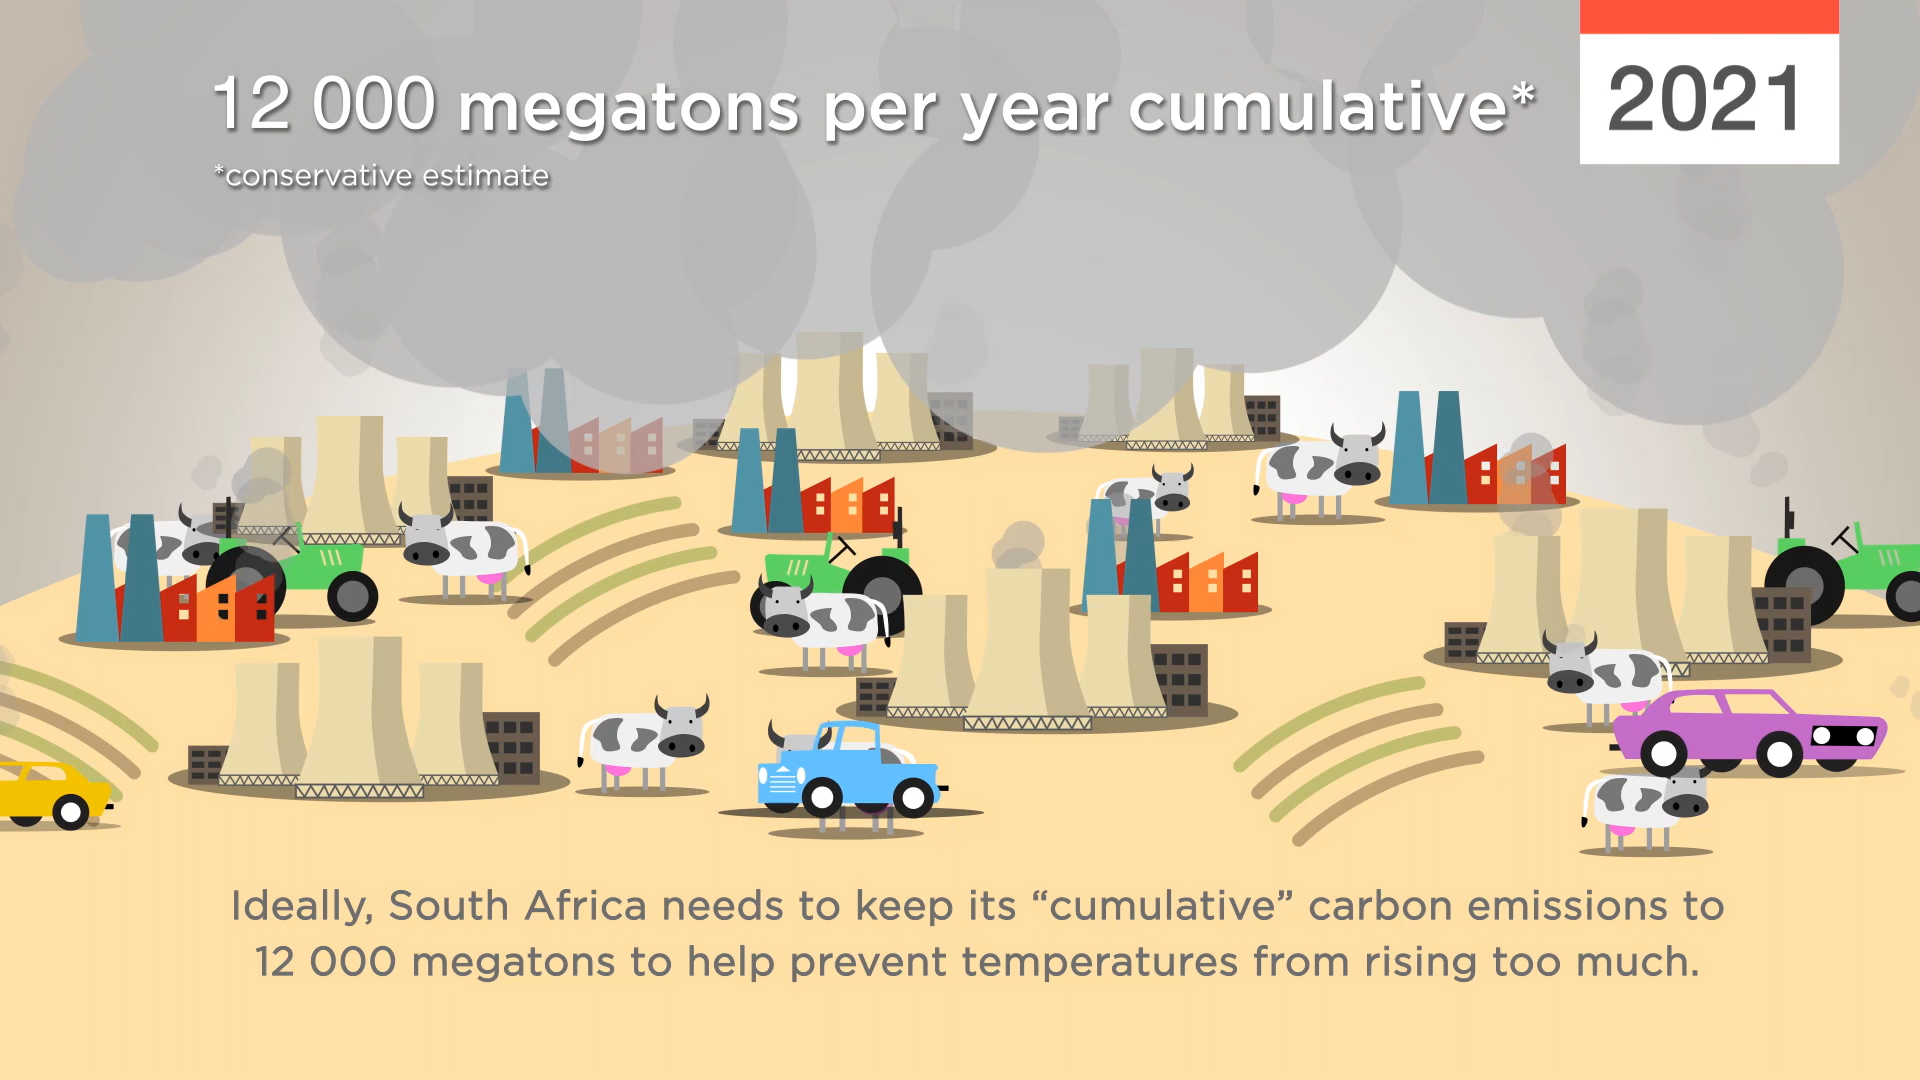 12 000 megatons per year cumulative*
2021
*conservative estimate
Ideally, South Africa needs to keep its “cumulative” carbon emissions to
12 000 megatons to help prevent temperatures from rising too much.